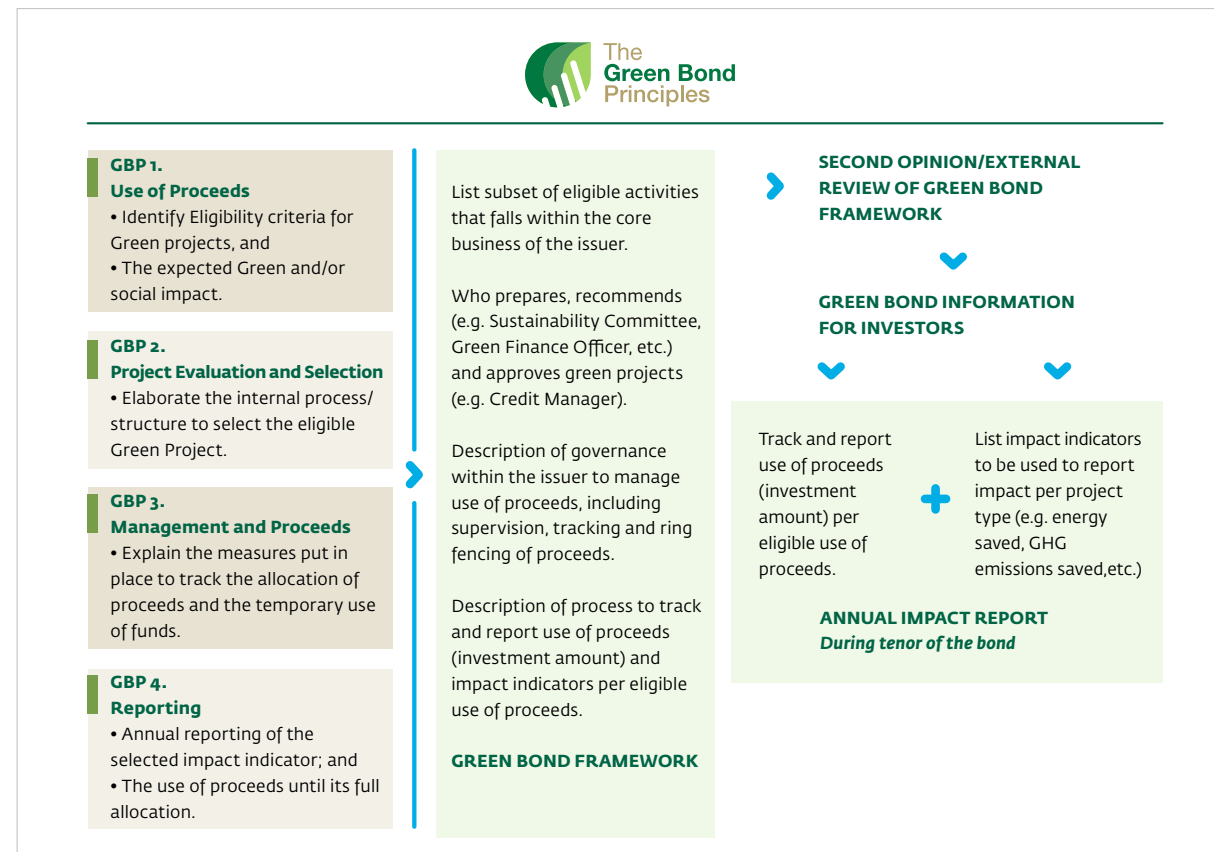 The
Green Bond
Principles
GBP 1.
Use of Proceeds
• Identify Eligibility criteria for
Green projects, and
• The expected Green and/or
social impact.
GBP 2.
Project Evaluation and Selection
• Elaborate the internal process/
structure to select the eligible
Green Project.
GBP 3.
Management and Proceeds
• Explain the measures put in
place to track the allocation of
proceeds and the temporary use
of funds.
GBP 4.
Reporting
• Annual reporting of the
selected impact indicator; and
• The use of proceeds until its full
allocation.
List subset of eligible activities
that falls within the core
business of the issuer.
Who prepares, recommends
(e.g. Sustainability Committee,
Green Finance Officer, etc.)
and approves green projects
(e.g. Credit Manager).
Description of governance
within the issuer to manage
use of proceeds, including
supervision, tracking and ring
fencing of proceeds.
Description of process to track
and report use of proceeds
(investment amount) and
impact indicators per eligible
use of proceeds.
GREEN BOND FRAMEWORK
SECOND OPINION/EXTERNAL
REVIEW OF GREEN BOND
FRAMEWORK
GREEN BOND INFORMATION
FOR INVESTORS
Track and report
use of proceeds
(investment
amount) per
eligible use of
proceeds.
List impact indicators
to be used to report
impact per project
type (e.g. energy
saved, GHG
emissions saved,etc.)
ANNUAL IMPACT REPORT
During tenor of the bond